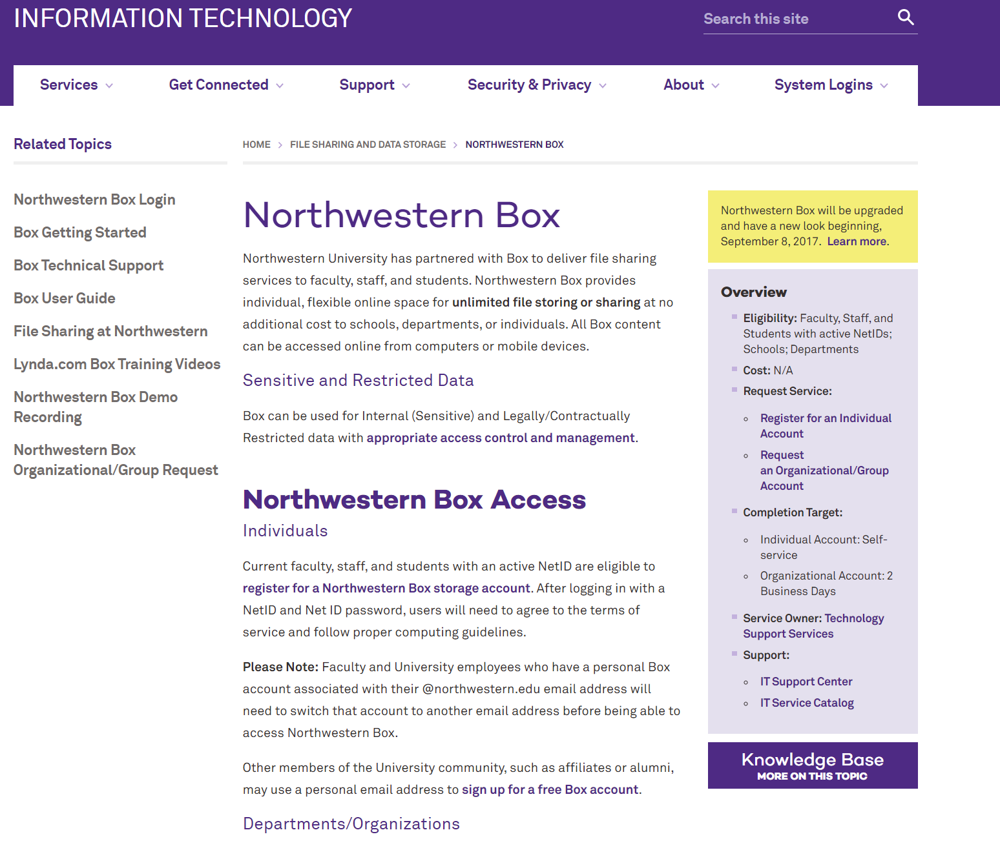 INFORMATION TECHNOLOGY
Search this site
Services
Get Connected
Support
Security & Privacy
About
System Logins
Related Topics
Northwestern Box Login
Box Getting Started
Box Technical Support
Box User Guide
File Sharing at Northwestern
Lynda.com Box Training Videos
Northwestern Box Demo
Recording
Northwestern Box
Organizational/Group Request
HOME > FILE SHARING AND DATA STORAGE > NORTHWESTERN BOX
Northwestern Box
Northwestern University has partnered with Box to deliver file sharing
services to faculty, staff, and students. Northwestern Box provides
individual, flexible online space for unlimited file storing or sharing at no
additional cost to schools, departments, or individuals. All Box content
can be accessed online from computers or mobile devices.
Sensitive and Restricted Data
Box can be used for Internal (Sensitive) and Legally/Contractually
Restricted data with appropriate access control and management.
Northwestern Box Access
Individuals
Current faculty, staff, and students with an active NetID are eligible to
register for a Northwestern Box storage account. After logging in with a
NetID and Net ID password, users will need to agree to the terms of
service and follow proper computing guidelines.
Please Note: Faculty and University employees who have a personal Box
account associated with their @northwestern.edu email address will
need to switch that account to another email address before being able to
access Northwestern Box.
Other members of the University community, such as affiliates or alumni,
may use a personal email address to sign up for a free Box account.
Departments/Organizations
Northwestern Box will be upgraded
and have a new look beginning,
September 8, 2017. Learn more.
Overview
Eligibility: Faculty, Staff, and
Students with active NetIDs;
Schools; Departments
Cost: N/A
Request Service:
Register for an Individual
Account
Request
an Organizational/Group
Account
Completion Target:
Individual Account: Self-
service
Organizational Account: 2
Business Days
Service Owner: Technology
Support Services
Support:
IT Support Center
IT Service Catalog
Knowledge Base
MORE ON THIS TOPIC